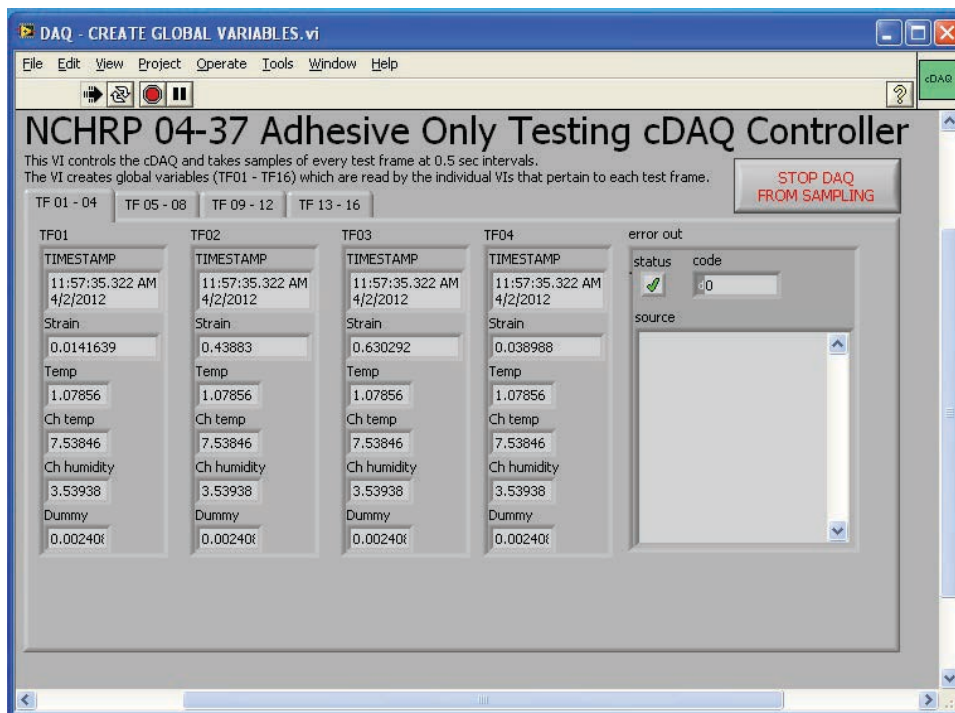 DAQ - CREATE GLOBAL VARIABLES.vi
File Edit View Project Operate Tools Window Help
cDAQ
NCHRP 04-37 Adhesive Only Testing cDAQ Controller
This VI controls the cDAQ and takes samples of every test frame at 0.5 sec intervals.
The VI creates global variables (TF01 - TF16) which are read by the individual VIs that pertain to each test frame.
STOP DAQ
FROM SAMPLING
TF 01 - 04 TF 05 - 08 TF 09 - 12 TF 13 - 16
TF01
TIMESTAMP
11:57:35.322 AM
4/2/2012
Strain
0.0141639
Temp
1.07856
Ch temp
7.53846
Ch humidity
3.53938
Dummy
0.002408
TF02
TIMESTAMP
11:57:35.322 AM
4/2/2012
Strain
0.43883
Temp
1.07856
Ch temp
7.53846
Ch humidity
3.53938
Dummy
0.002408
TF03
TIMESTAMP
11:57:35.322 AM
4/2/2012
Strain
0.630292
Temp
1.07856
Ch temp
7.53846
Ch humidity
3.53938
Dummy
0.002408
TF04
TIMESTAMP
11:57:35.322 AM
4/2/2012
Strain
0.038988
Temp
1.07856
Ch temp
7.53846
Ch humidity
3.53938
Dummy
0.002408
error out
status code
d0
source